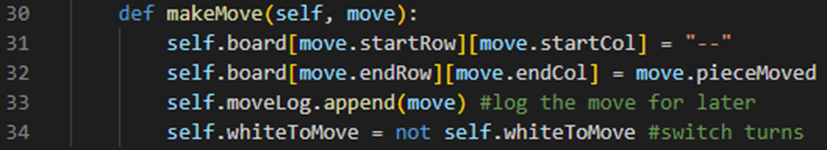 30 def makeMove(self, move):
31 self.board[move.startRow][move.startCol] = "--"
32 self.board[move.endRow][move.endCol] = move.pieceMoved
33 self.moveLog.append(move) #log the move for later
34 self.whiteToMove = not self.whiteToMove #switch turns